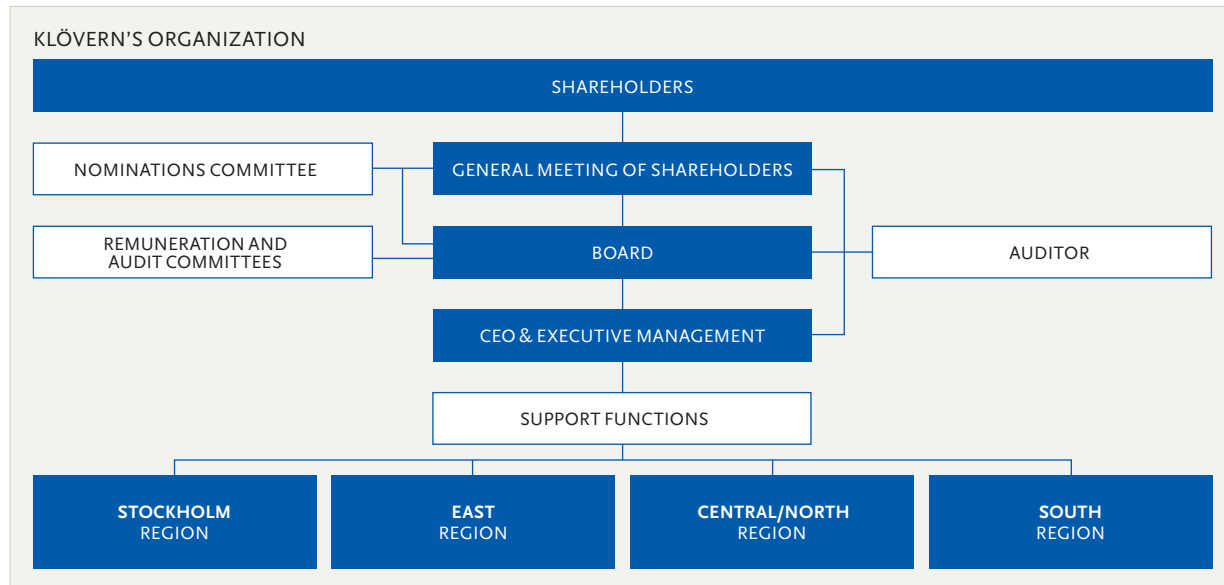 KLÖVERN’S ORGANIZATION
SHAREHOLDERS
NOMINATIONS COMMITTEE
GENERAL MEETING OF SHAREHOLDERS
REMUNERATION AND
AUDIT COMMITTEES
BOARD
AUDITOR
CEO & EXECUTIVE MANAGEMENT
SUPPORT FUNCTIONS
STOCKHOLM
REGION
EAST
REGION
CENTRAL/NORTH
REGION
SOUTH
REGION